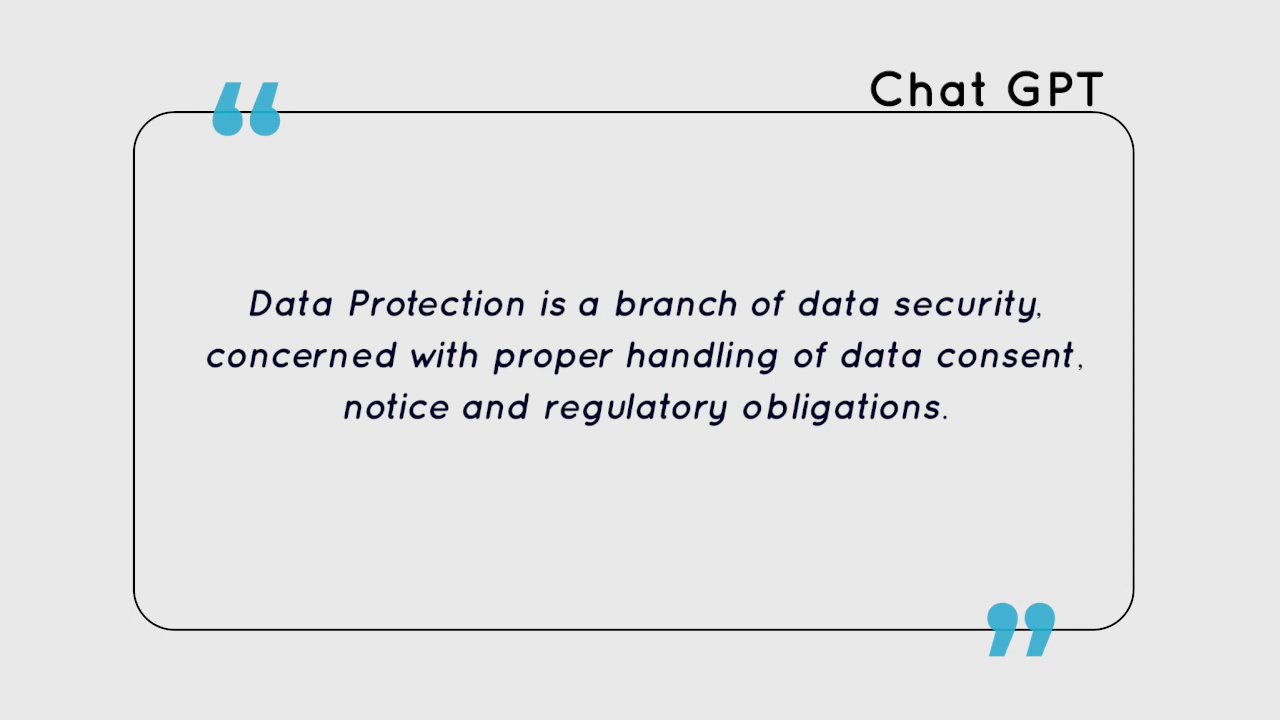 Chat GPT
“
Data Protection is a branch of data security,
concerned with proper handling of data consent,
notice and regulatory obligations.
”